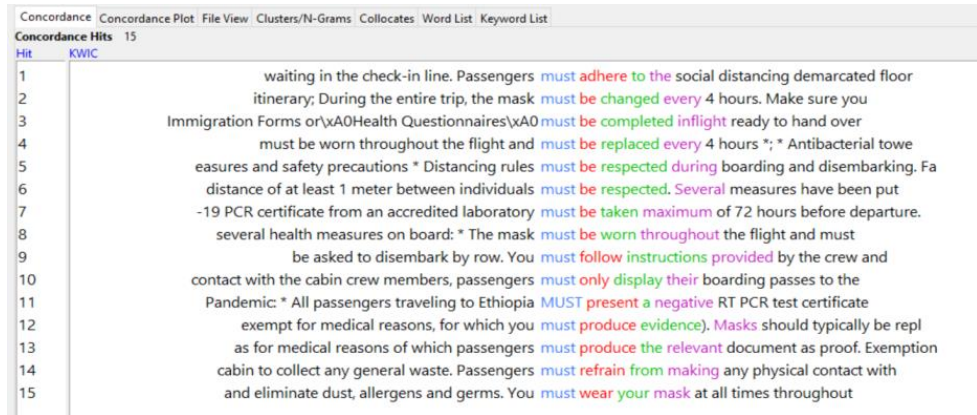 Concordance Concordance Plot File View Clusters/N-Grams Collocates Word List Keyword List
Concordance Hits 15
Hit KWIC
1 waiting in the check-in line. Passengers must adhere to the social distancing demarcated floor
2 itinerary; During the entire trip, the mask must be changed every 4 hours. Make sure you
3 Immigration Forms or\xA0Health Questionnaires\xA0 must be completed inflight ready to hand over
4 must be worn throughout the flight and must be replaced every 4 hours *; * Antibacterial towe
5 easures and safety precautions * Distancing rules must be respected during boarding and disembarking. Fa
6 distance of at least 1 meter between individuals must be respected. Several measures have been put
7 -19 PCR certificate from an accredited laboratory must be taken maximum of 72 hours before departure.
8 several health measures on board: * The mask must be worn throughout the flight and must
9 be asked to disembark by row. You must follow instructions provided by the crew and
10 contact with the cabin crew members, passengers must only display their boarding passes to the
11 Pandemic: * All passengers traveling to Ethiopia MUST present a negative RT PCR test certificate
12 exempt for medical reasons, for which you must produce evidence). Masks should typically be repl
13 as for medical reasons of which passengers must produce the relevant document as proof. Exemption
14 cabin to collect any general waste. Passengers must refrain from making any physical contact with
15 and eliminate dust, allergens and germs. You must wear your mask at all times throughout